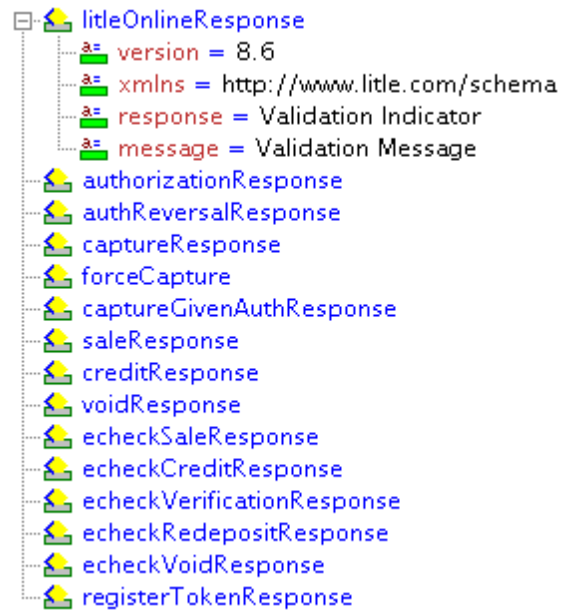 litleOnlineResponse
version = 8.6
xmlns = http://www.litle.com/schema
response = Validation Indicator
message = Validation Message
authorizationResponse
authReversalResponse
captureResponse
forceCapture
captureGivenAuthResponse
saleResponse
creditResponse
voidResponse
echeckSaleResponse
echeckCreditResponse
echeckVerificationResponse
echeckRedepositResponse
echeckVoidResponse
registerTokenResponse